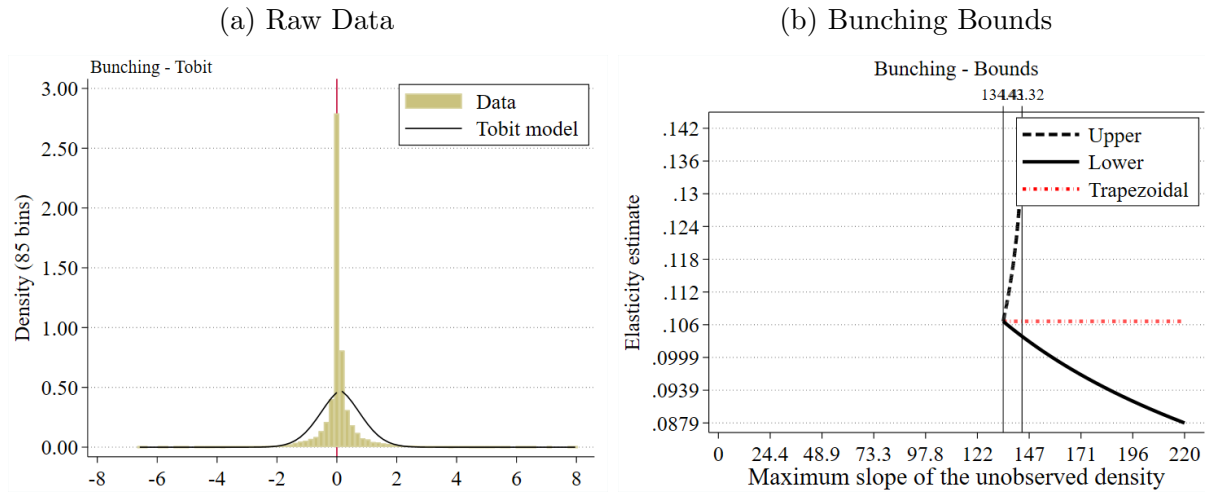 (a) Raw Data
(b) Bunching Bounds
Bunching - Tobit
3.00
2.50
2.00
1.50
1.00
0.50
0.00
Density (85 bins)
Data
Tobit model
-8 -6 -4 -2 0 2 4 6 8
Bunching - Bounds
.142
.136
.13
.124
.118
.112
.106
.0999
.0939
.0879
Elasticity estimate
Upper
Lower
Trapezoidal
0 24.4 48.9 73.3 97.8 122 147 171 196 220
Maximum slope of the unobserved density